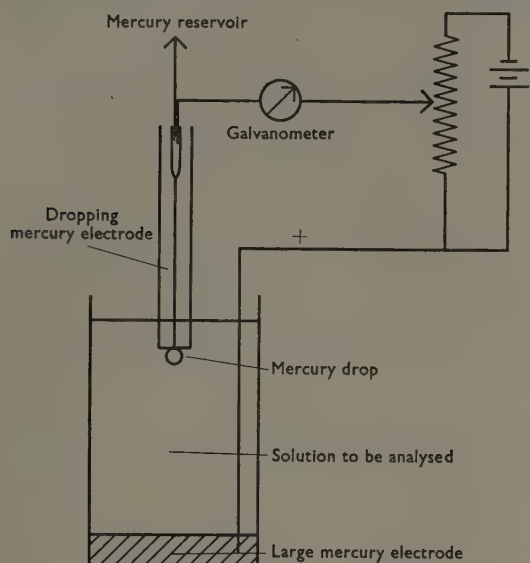 Mercury reservoir
Galvanometer
Dropping
mercury electrode
+
Mercury drop
Solution to be analysed
Large mercury electrode